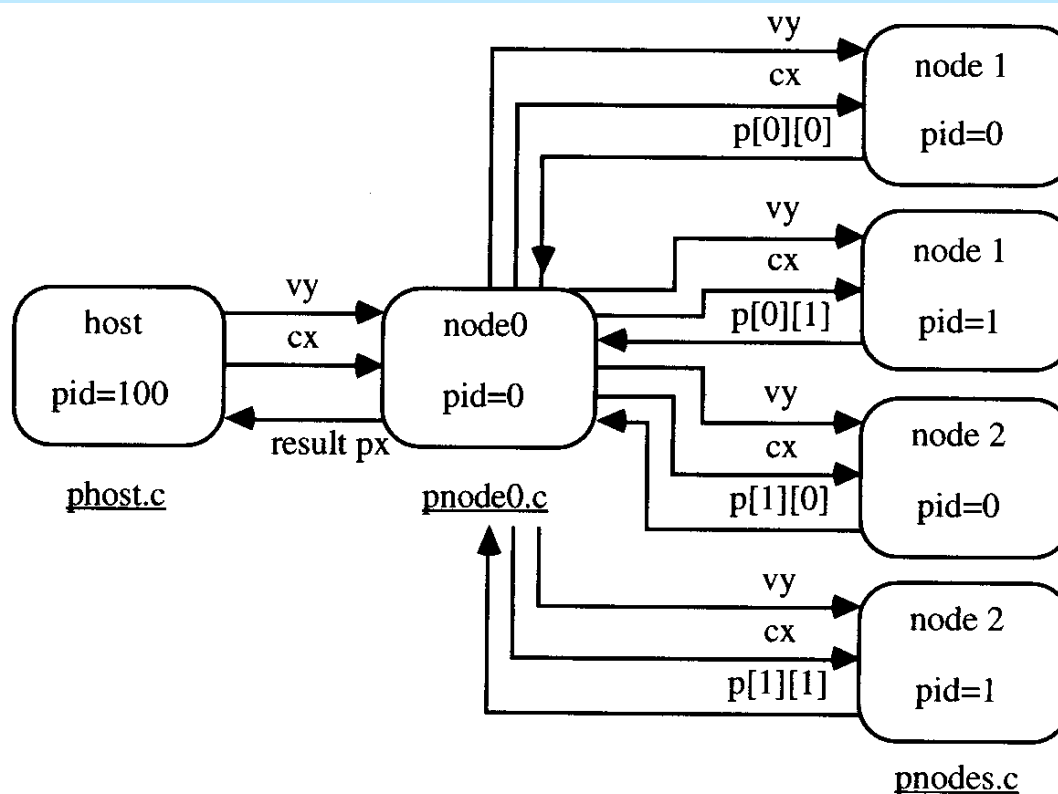 vy
cx
p[0][0]
node 1
pid=0
vy
cx
p[0][1]
node 1
pid=1
host
pid=100
vy
cx
result px
node0
pid=0
vy
cx
p[1][0]
node 2
pid=0
phost.c
pnode0.c
vy
cx
p[1][1]
node 2
pid=1
pnodes.c